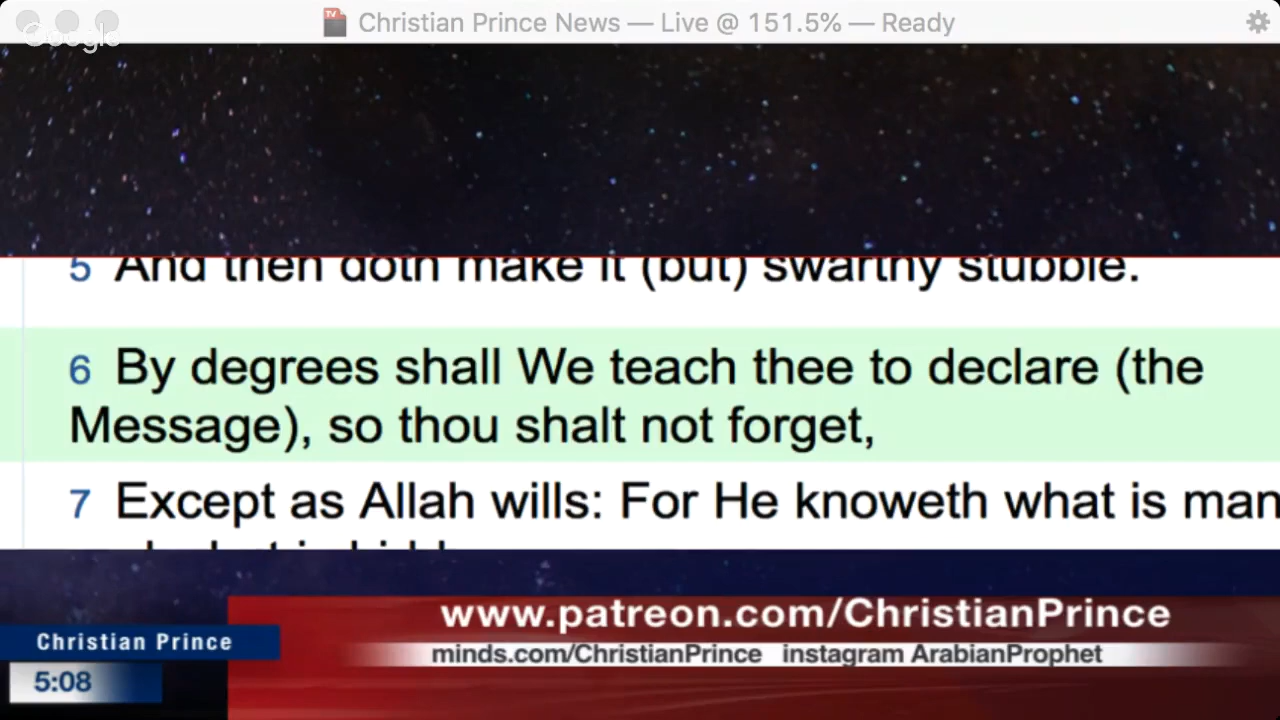 Christian Prince News — Live @ 151.5% — Ready
Google
5 And then doth make it (but) swarthy stubble.
6 By degrees shall We teach thee to declare (the
Message), so thou shalt not forget,
7 Except as Allah wills: For He knoweth what is man
www.patreon.com/ChristianPrince
Christian Prince
minds.com/ChristianPrince instagram ArabianProphet
5:08